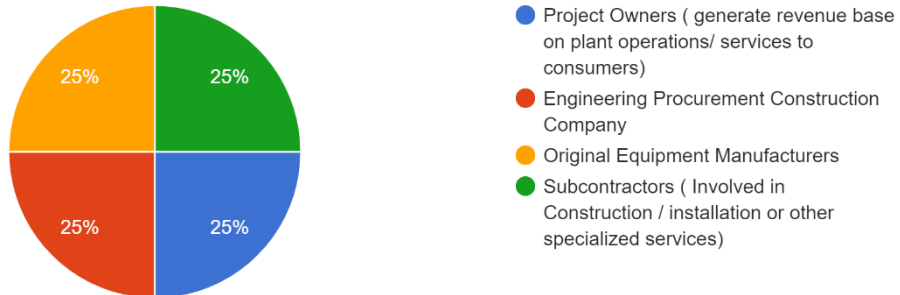 25%
25%
25%
25%
Project Owners ( generate revenue base
on plant operations/ services to
consumers)
Engineering Procurement Construction
Company
Original Equipment Manufacturers
Subcontractors ( Involved in
Construction / installation or other
specialized services)